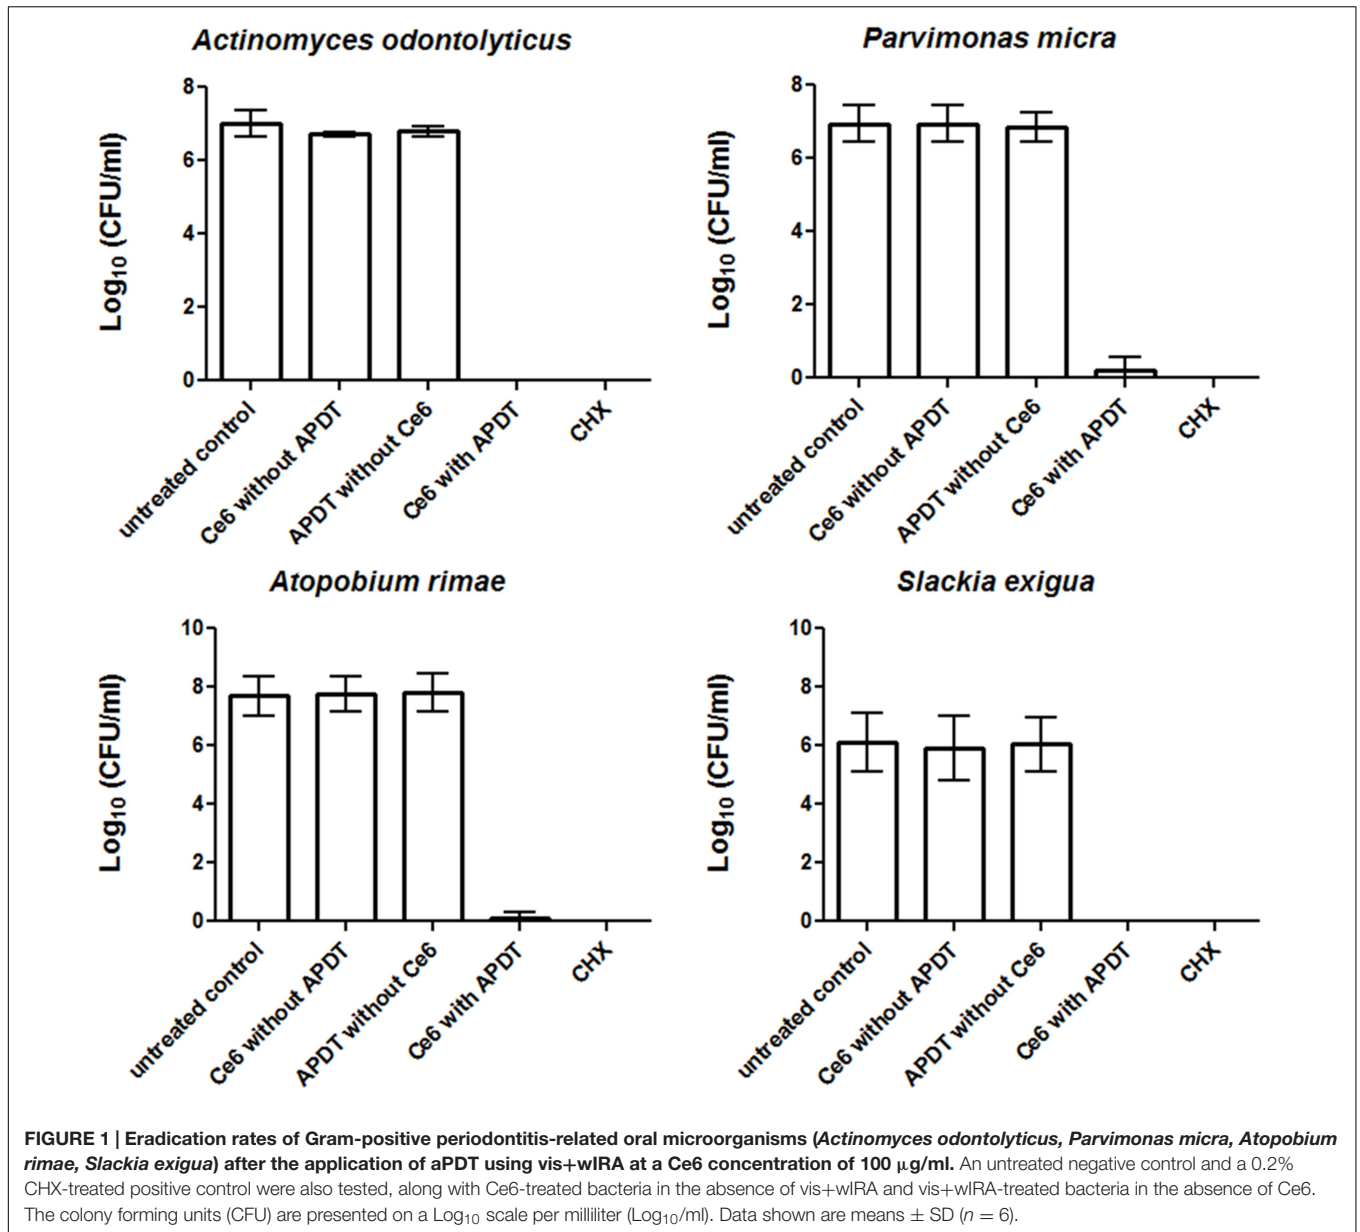 Actinomyces odontolyticus
Log10 (CFU/ml)
8
6
4
2
0
untreated control
Ce6 without APDT
APDT without Ce6
Ce6 with APDT
CHX
Parvimonas micra
Log10 (CFU/ml)
8
6
4
2
0
untreated control
Ce6 without APDT
APDT without Ce6
Ce6 with APDT
CHX
Atopobium rimae
Log10 (CFU/ml)
10
8
6
4
2
0
untreated control
Ce6 without APDT
APDT without Ce6
Ce6 with APDT
CHX
Slackia exigua
Log10 (CFU/ml)
10
8
6
4
2
0
untreated control
Ce6 without APDT
APDT without Ce6
Ce6 with APDT
CHX
FIGURE 1 | Eradication rates of Gram-positive periodontitis-related oral microorganisms (Actinomyces odontolyticus, Parvimonas micra, Atopobium
rimae, Slackia exigua) after the application of aPDT using vis+wIRA at a Ce6 concentration of 100 μg/ml. An untreated negative control and a 0.2%
CHX-treated positive control were also tested, along with Ce6-treated bacteria in the absence of vis+wIRA and vis+wIRA-treated bacteria in the absence of Ce6.
The colony forming units (CFU) are presented on a Log10 scale per milliliter (Log10/ml). Data shown are means ± SD (n = 6).